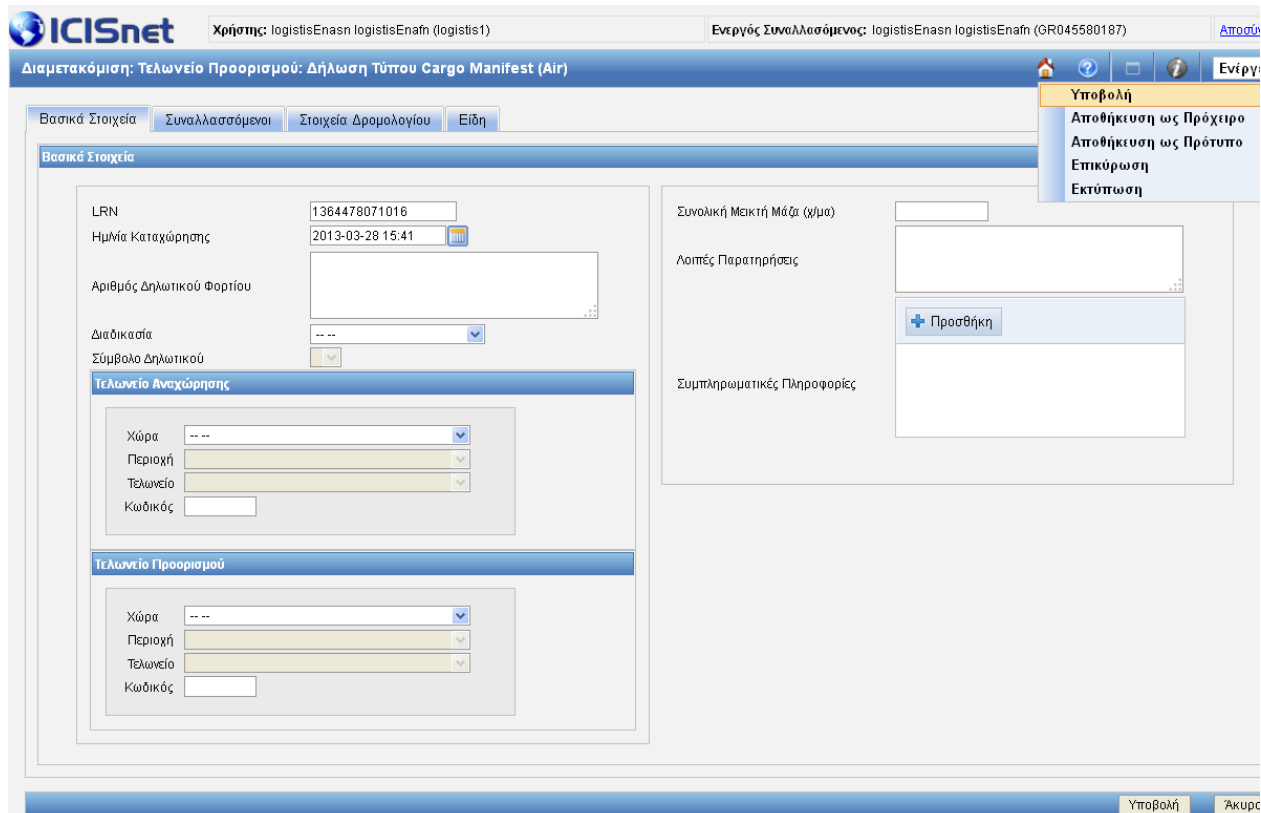 ICISnet
Χρήστης: logistisEnasn logistisEnafn (logistis1)
Ενεργός Συναλλασόμενος: logistisEnasn logistisEnafn (GR045580187)
Διαμετακόμιση: Τελωνείο Προορισμού: Δήλωση Τύπου Cargo Manifest (Air)
Υποβολή
Αποθήκευση ως Πρόχειρο
Αποθήκευση ως Πρότυπο
Επικύρωση
Εκτύπωση
Βασικά Στοιχεία Συναλλασσόμενοι Στοιχεία Δρομολογίου Είδη
Βασικά Στοιχεία
LRN 1364478071016
Ημ/νία Καταχώρησης 2013-03-28 15:41
Αριθμός Δηλωτικού Φορτίου
Διαδικασία -- --
Σύμβολο Δηλωτικού
Τελωνείο Αναχώρησης
Χώρα -- --
Περιοχή
Τελωνείο
Κωδικός
Τελωνείο Προορισμού
Χώρα -- --
Περιοχή
Τελωνείο
Κωδικός
Συνολική Μεικτή Μάζα (χ/μα)
Λοιπές Παρατηρήσεις
Προσθήκη
Συμπληρωματικές Πληροφορίες
Υποβολή